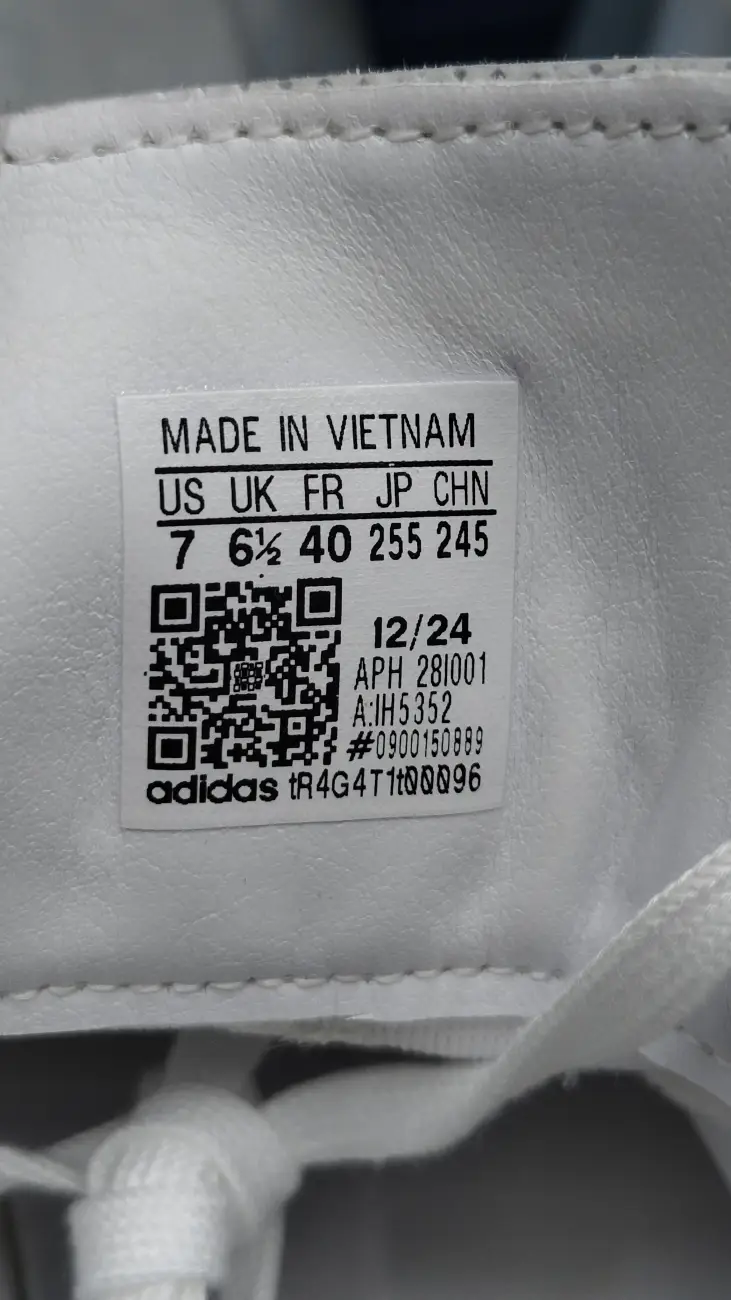 MADE IN VIETNAM
US UK FR JP CHN
7 6½ 40 255 245
12/24
APH 28I001
A:IH5352
#0900150889
adidas tR4G4T1t00096